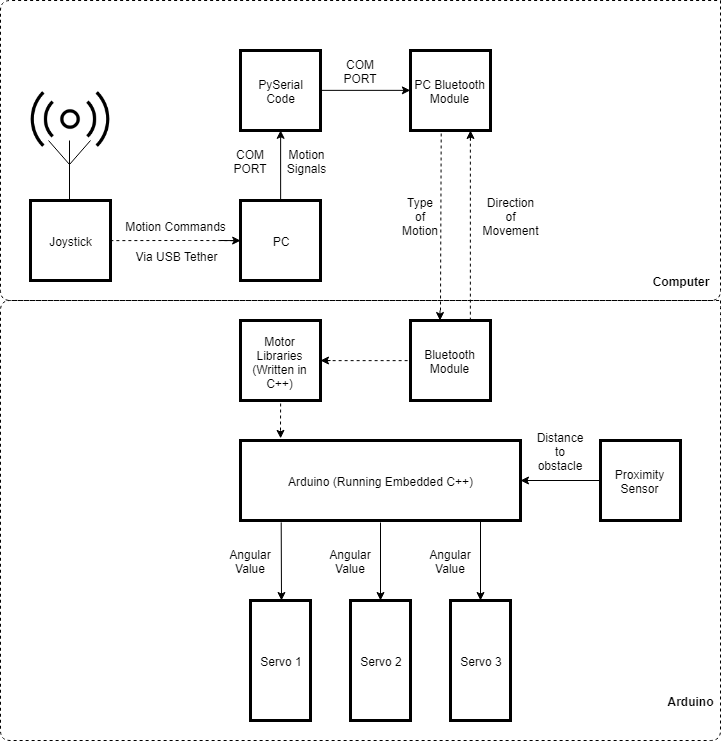 COM
PORT
PySerial
Code
PC Bluetooth
Module
COM
PORT
Motion
Signals
Type
of
Motion
Direction
of
Movement
Joystick
Motion Commands
Via USB Tether
PC
Computer
Motor
Libraries
(Written in
C++)
Bluetooth
Module
Arduino (Running Embedded C++)
Distance
to
obstacle
Proximity
Sensor
Angular
Value
Angular
Value
Angular
Value
Servo 1
Servo 2
Servo 3
Arduino